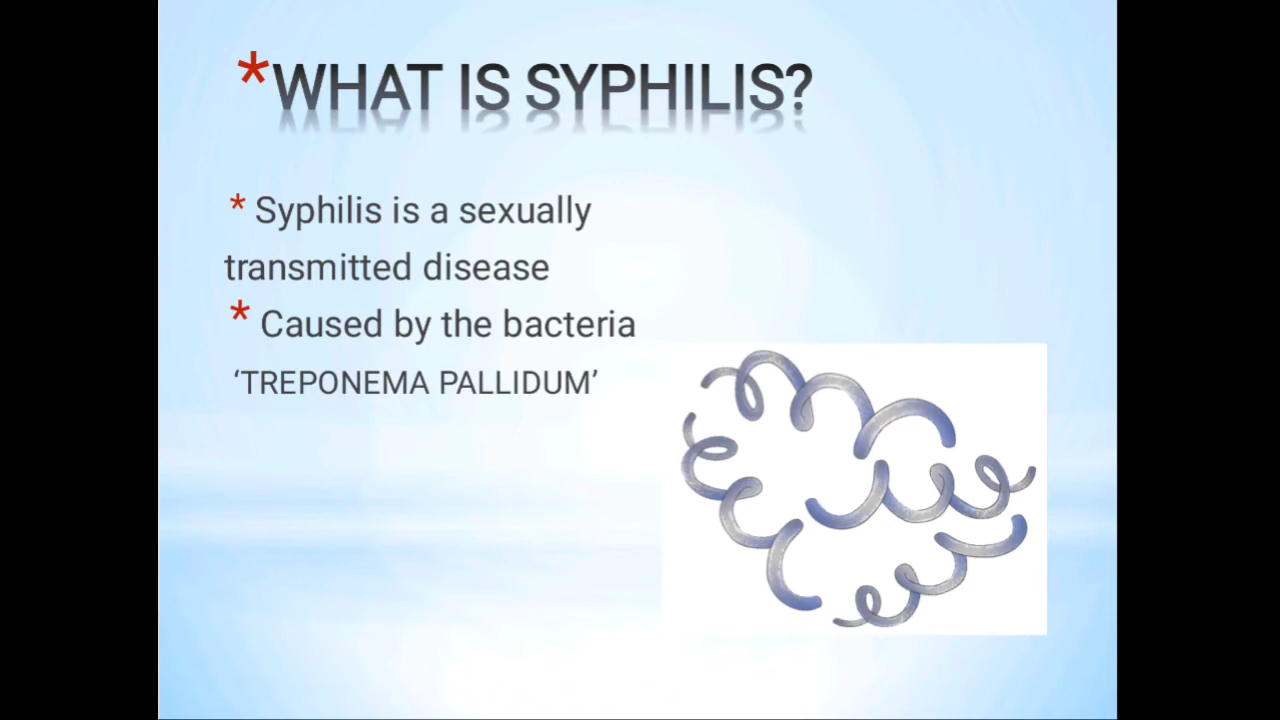 *WHAT IS SYPHILIS?
* Syphilis is a sexually
transmitted disease
* Caused by the bacteria
‘TREPONEMA PALLIDUM’